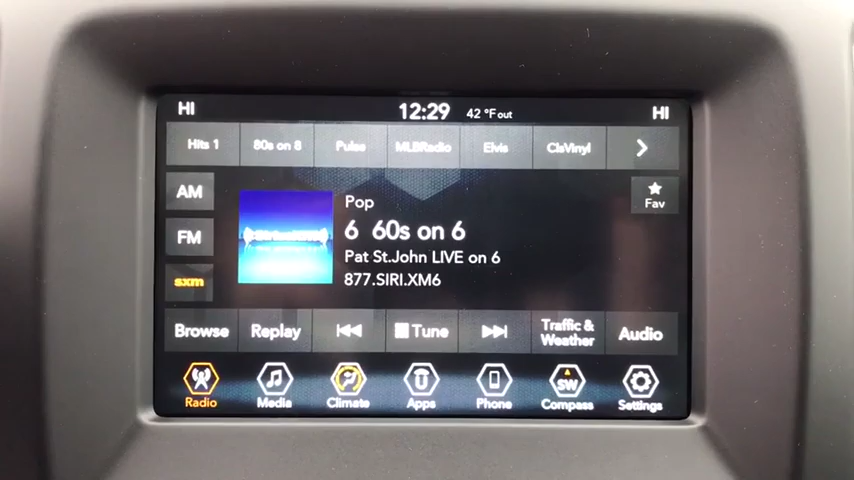 HI 12:29 42 °F out HI
Hits 1 80s on 8 Pulse MLBRadio Elvis ClsVinyl
AM
FM
sxm
SiriusXM
Pop
6 60s on 6
Pat St.John LIVE on 6
877.SIRI.XM6
Fav
Browse Replay Tune Traffic & Weather Audio
SW
Radio Media Climate Apps Phone Compass Settings